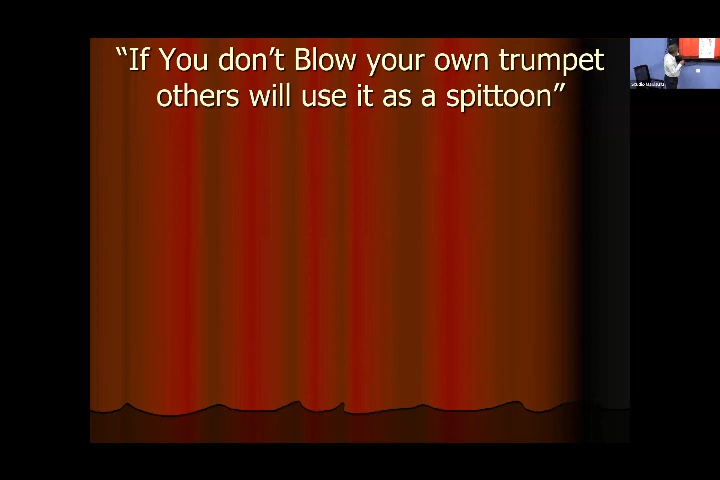 “If You don’t Blow your own trumpet
others will use it as a spittoon”